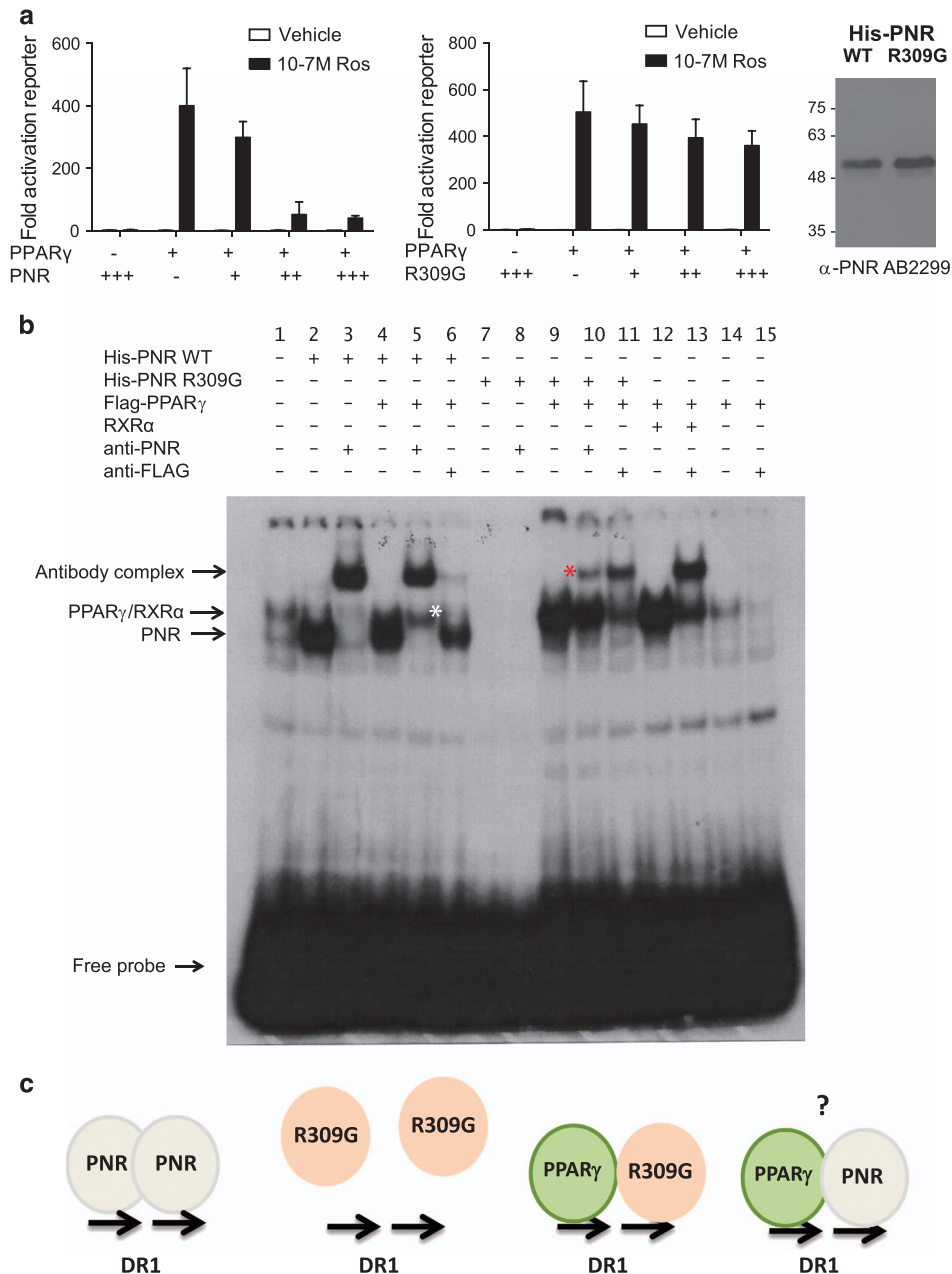 a
600
400
200
0
Fold activation reporter
Vehicle
10-7M Ros
PPARγ - + + + +
PNR +++ - + ++ +++
800
600
400
200
0
Fold activation reporter
Vehicle
10-7M Ros
PPARγ - + + + +
R309G +++ - + ++ +++
His-PNR
WT R309G
75
63
48
35
α-PNR AB2299
b
1 2 3 4 5 6 7 8 9 10 11 12 13 14 15
His-PNR WT – + + + + + – – – – – – – – –
His-PNR R309G – – – – – – + + + + + – – – –
Flag-PPARγ – – – + + + – – + + + + + + +
RXRα – – – – – – – – – – – + + – –
anti-PNR – – + – + – – + – + – – – – –
anti-FLAG – – – – – + – – – – + – + – +
Antibody complex
*
PPARγ/RXRα
*
PNR
Free probe
c
PNR PNR
DR1
R309G R309G
DR1
PPARγ R309G
DR1
?
PPARγ PNR
DR1